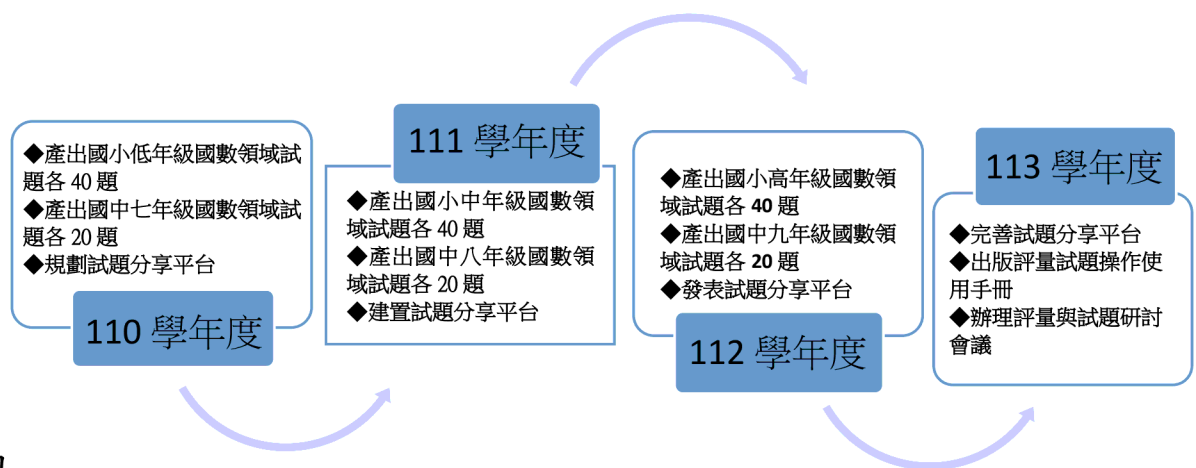 ◆產出國小低年級國數領域試
題各 40 題
◆產出國中七年級國數領域試
題各 20 題
◆規劃試題分享平台
110 學年度
111 學年度
◆產出國小中年級國數領
域試題各 40 題
◆產出國中八年級國數領
域試題各 20 題
◆建置試題分享平台
◆產出國小高年級國數領
域試題各 40 題
◆產出國中九年級國數領
域試題各 20 題
◆發表試題分享平台
112 學年度
113 學年度
◆完善試題分享平台
◆出版評量試題操作使
用手冊
◆辦理評量與試題研討
會議